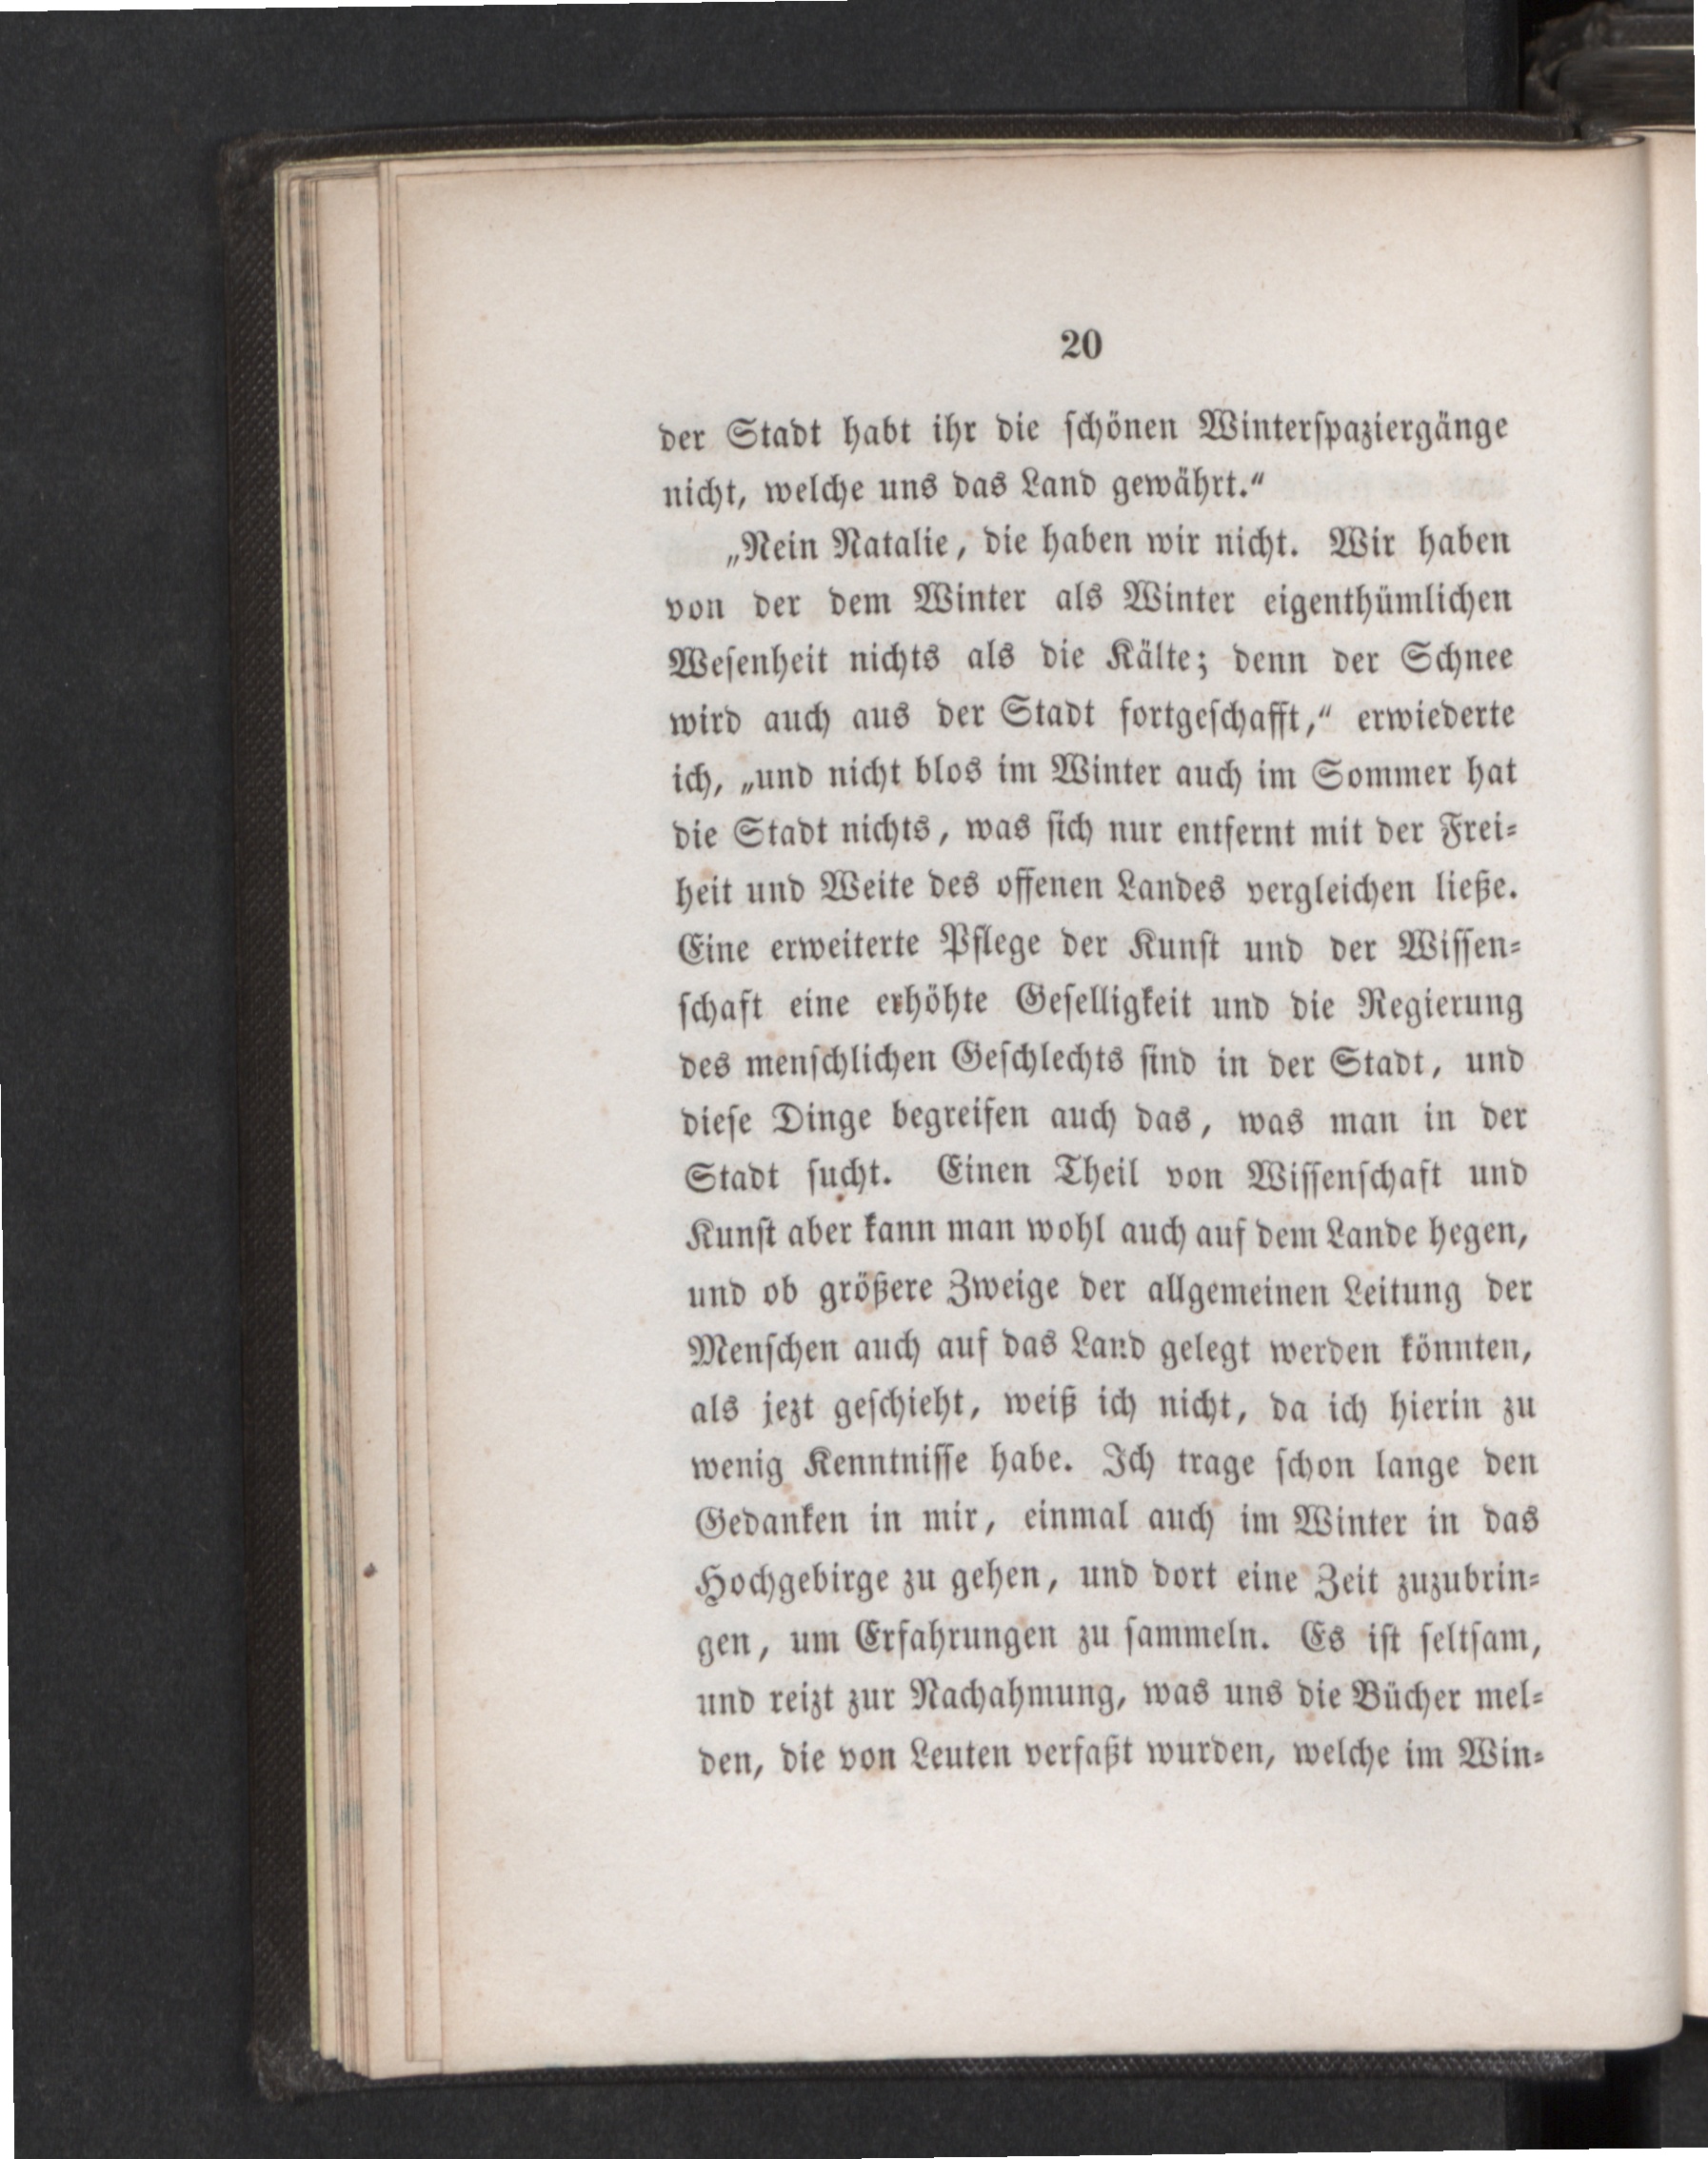 20
der Stadt habt ihr die ſchönen Winterſpaziergänge
nicht, welche uns das Land gewährt.“
„Nein Natalie, die haben wir nicht. Wir haben
von der dem Winter als Winter eigenthümlichen
Weſenheit nichts als die Kälte; denn der Schnee
wird auch aus der Stadt fortgeſchafft,“ erwiederte
ich, „und nicht blos im Winter auch im Sommer hat
die Stadt nichts, was ſich nur entfernt mit der Frei⸗
heit und Weite des offenen Landes vergleichen ließe.
Eine erweiterte Pflege der Kunſt und der Wiſſen⸗
ſchaft eine erhöhte Geſelligkeit und die Regierung
des menſchlichen Geſchlechts ſind in der Stadt, und
dieſe Dinge begreifen auch das, was man in der
Stadt ſucht. Einen Theil von Wiſſenſchaft und
Kunſt aber kann man wohl auch auf dem Lande hegen,
und ob größere Zweige der allgemeinen Leitung der
Menſchen auch auf das Land gelegt werden könnten,
als jezt geſchieht, weiß ich nicht, da ich hierin zu
wenig Kenntniſſe habe. Ich trage ſchon lange den
Gedanken in mir, einmal auch im Winter in das
Hochgebirge zu gehen, und dort eine Zeit zuzubrin⸗
gen, um Erfahrungen zu ſammeln. Es iſt ſeltſam,
und reizt zur Nachahmung, was uns die Bücher mel⸗
den, die von Leuten verfaßt wurden, welche im Win⸗